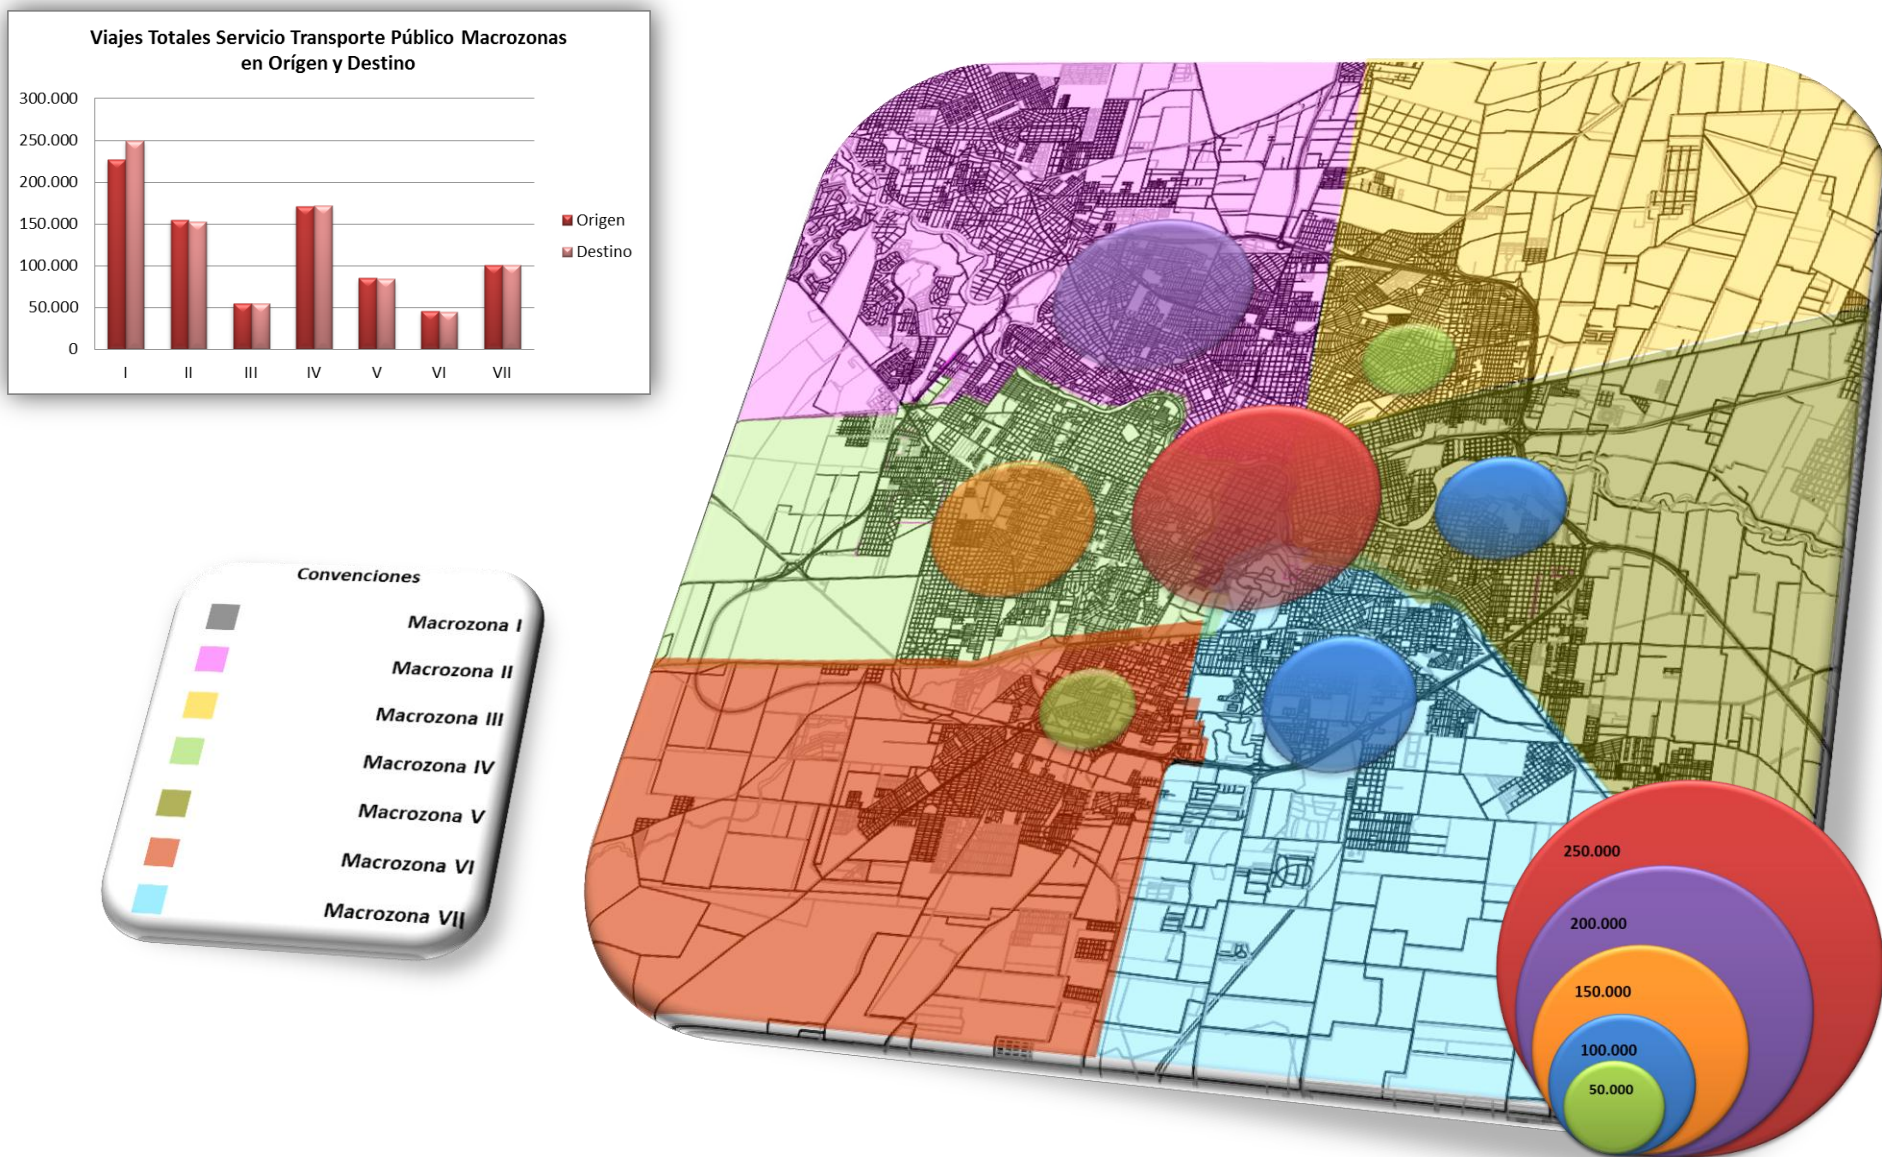 Viajes Totales Servicio Transporte Público Macrozonas
en Orígen y Destino
300.000
250.000
200.000
150.000
100.000
50.000
0
I
II
III
IV
V
VI
VII
Origen
Destino
Convenciones
Macrozona I
Macrozona II
Macrozona III
Macrozona IV
Macrozona V
Macrozona VI
Macrozona VII
250.000
200.000
150.000
100.000
50.000